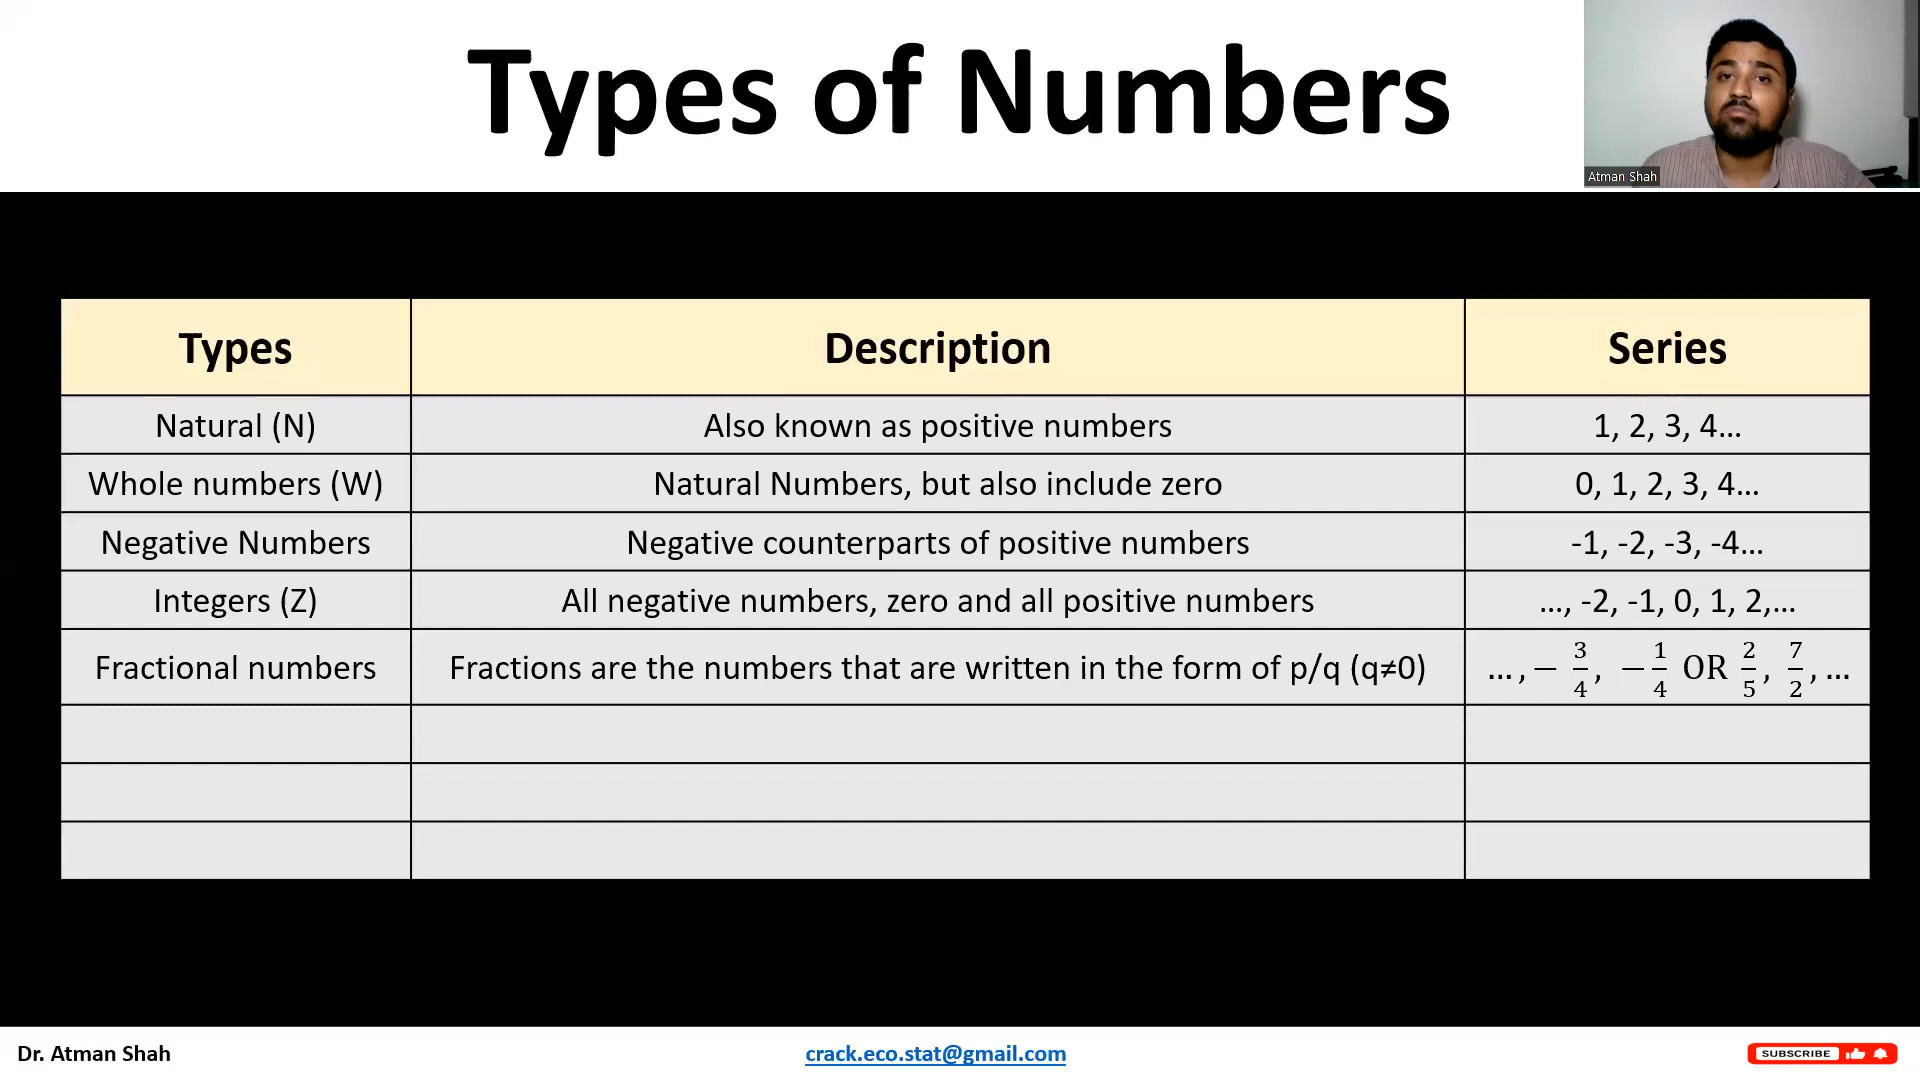 Types of Numbers
Atman Shah
Types Description Series
Natural (N) Also known as positive numbers 1, 2, 3, 4...
Whole numbers (W) Natural Numbers, but also include zero 0, 1, 2, 3, 4...
Negative Numbers Negative counterparts of positive numbers -1, -2, -3, -4...
Integers (Z) All negative numbers, zero and all positive numbers ..., -2, -1, 0, 1, 2,...
Fractional numbers Fractions are the numbers that are written in the form of p/q (q≠0) ... , − 3/4, −1/4 OR 2/5, 7/2, ...
Dr. Atman Shah crack.eco.stat@gmail.com SUBSCRIBE